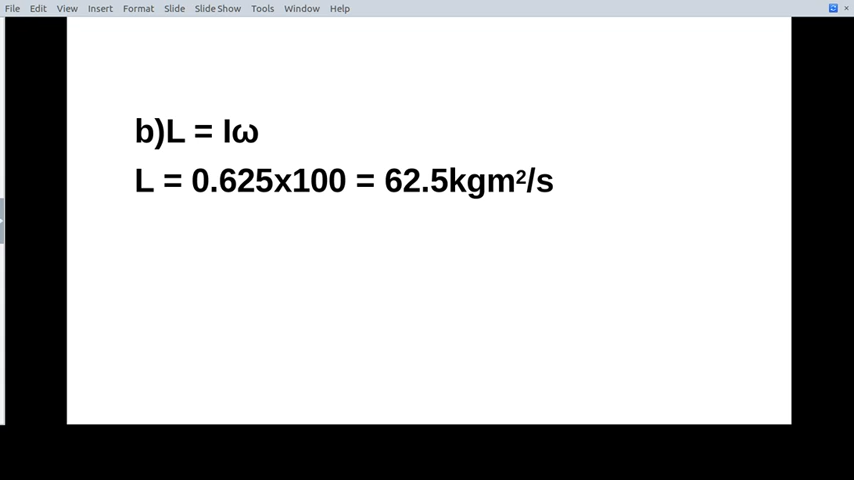 File Edit View Insert Format Slide Slide Show Tools Window Help
b)L = Iω
L = 0.625x100 = 62.5kgm²/s